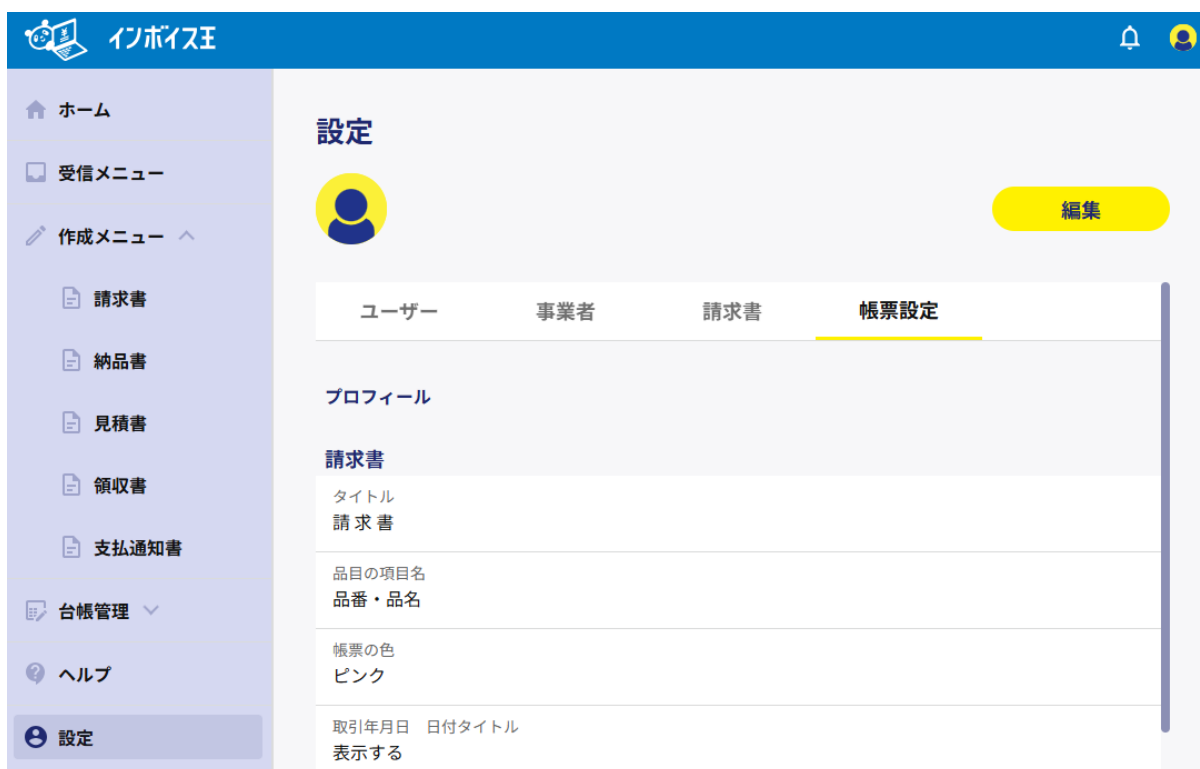 インボイス王
ホーム
受信メニュー
作成メニュー
請求書
納品書
見積書
領収書
支払通知書
台帳管理
ヘルプ
設定
設定
編集
ユーザー 事業者 請求書 帳票設定
プロフィール
請求書
タイトル
請 求 書
品目の項目名
品番・品名
帳票の色
ピンク
取引年月日 日付タイトル
表示する